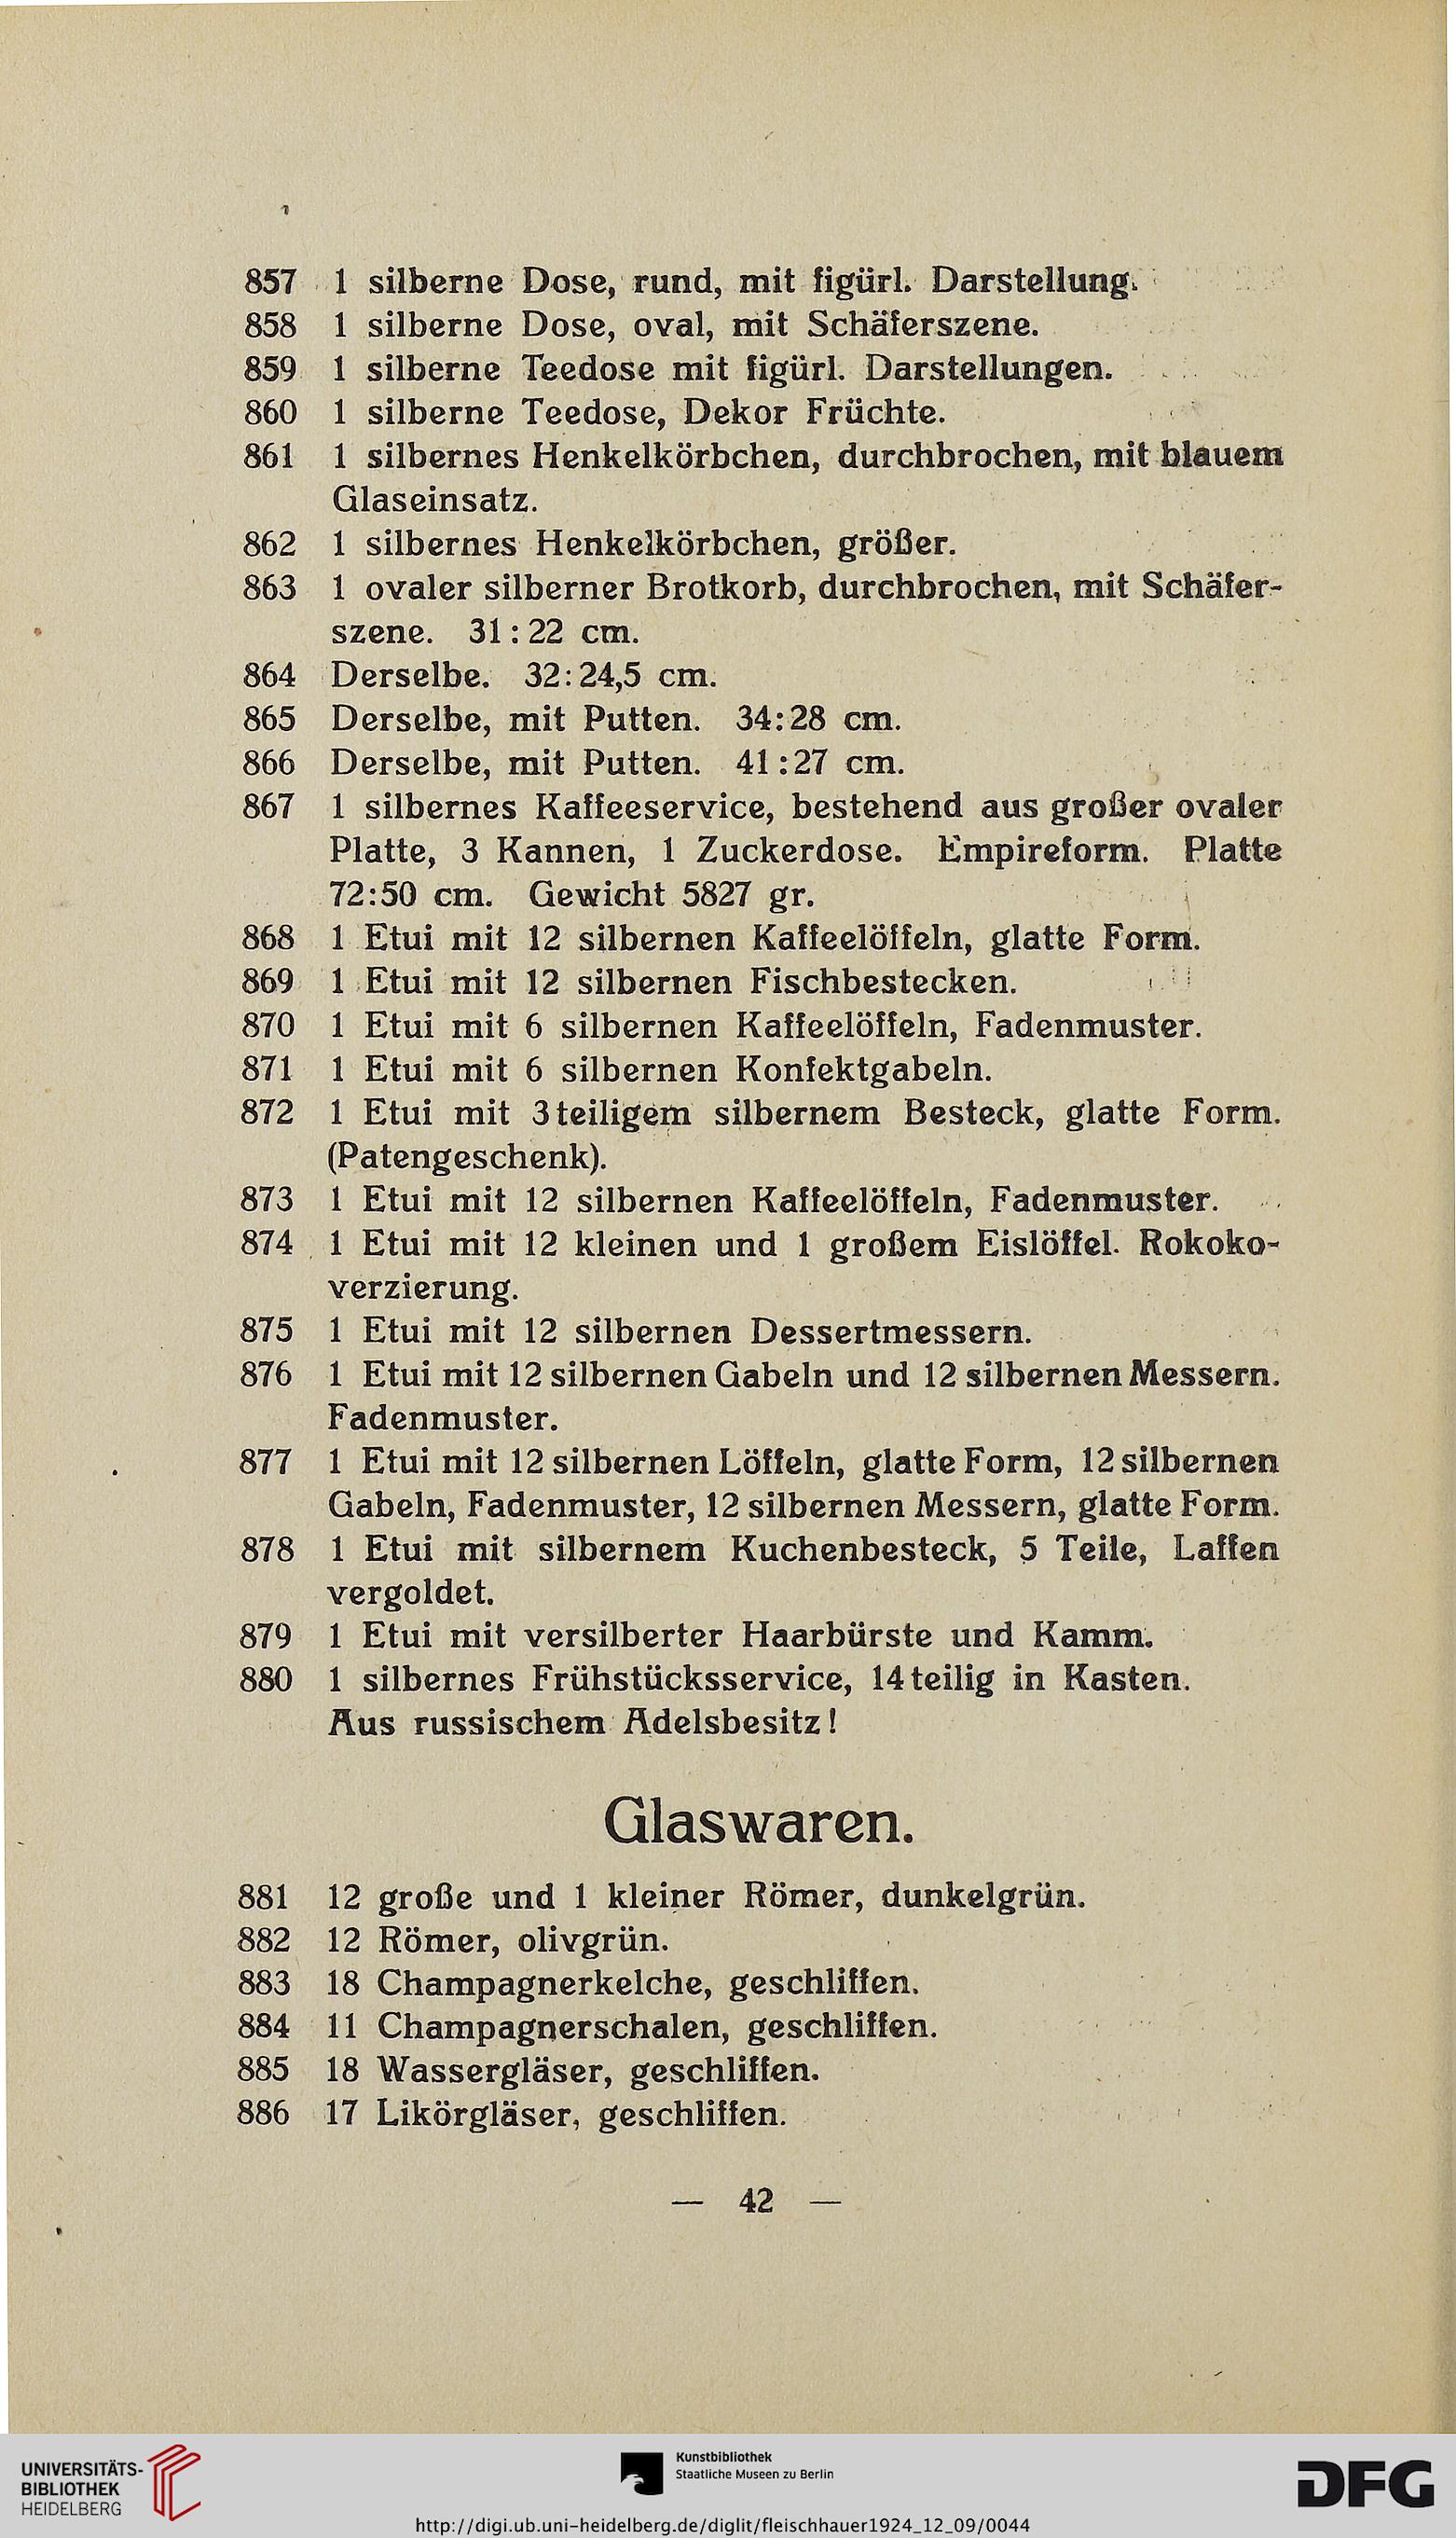 857 1 silberne Dose, rund, mit figürl. Darstellung.
858 1 silberne Dose, oval, mit Schäferszene.
859 1 silberne Teedose mit figürl. Darstellungen.
860 1 silberne Teedose, Dekor Früchte.
861 1 silbernes Henkelkörbchen, durchbrochen, mit blauem
Glaseinsatz.
862 1 silbernes Henkelkörbchen, größer.
863 1 ovaler silberner Brotkorb, durchbrochen, mit Schäfer-
szene. 31:22 cm.
864 Derselbe. 32:24,5 cm.
865 Derselbe, mit Putten. 34:28 cm.
866 Derselbe, mit Putten. 41:27 cm.
867 1 silbernes Kaffeeservice, bestehend aus großer ovaler
Platte, 3 Kannen, 1 Zuckerdose. Empireform. Platte
72:50 cm. Gewicht 5827 gr.
868 1 Etui mit 12 silbernen Kaffeelöffeln, glatte Form.
869 1 Etui mit 12 silbernen Fischbestecken.
870 1 Etui mit 6 silbernen Kaffeelöffeln, Fadenmuster.
871 1 Etui mit 6 silbernen Konfektgabeln.
872 1 Etui mit 3teiligem silbernem Besteck, glatte Form.
(Patengeschenk).
873 1 Etui mit 12 silbernen Kaffeelöffeln, Fadenmuster.
874 1 Etui mit 12 kleinen und 1 großem Eislöffel. Rokoko-
verzierung.
875 1 Etui mit 12 silbernen Dessertmessern.
876 1 Etui mit 12 silbernen Gabeln und 12 silbernen Messern.
Fadenmuster.
877 1 Etui mit 12 silbernen Löffeln, glatte Form, 12 silbernen
Gabeln, Fadenmuster, 12 silbernen Messern, glatte Form.
878 1 Etui mit silbernem Kuchenbesteck, 5 Teile, Laffen
vergoldet.
879 1 Etui mit versilberter Haarbürste und Kamm.
880 1 silbernes Frühstücksservice, 14teilig in Kasten.
Aus russischem Adelsbesitz!
Glaswaren.
881 12 große und 1 kleiner Römer, dunkelgrün.
882 12 Römer, olivgrün.
883 18 Champagnerkelche, geschliffen.
884 11 Champagnerschalen, geschliffen.
885 18 Wassergläser, geschliffen.
886 17 Likörgläser, geschliffen.
— 42 —
UNIVERSITÄTS-
BIBLIOTHEK
HEIDELBERG
Kunstbibliothek
Staatliche Museen zu Berlin
DFG
http://digi.ub.uni-heidelberg.de/diglit/fleischhauer1924_12_09/0044